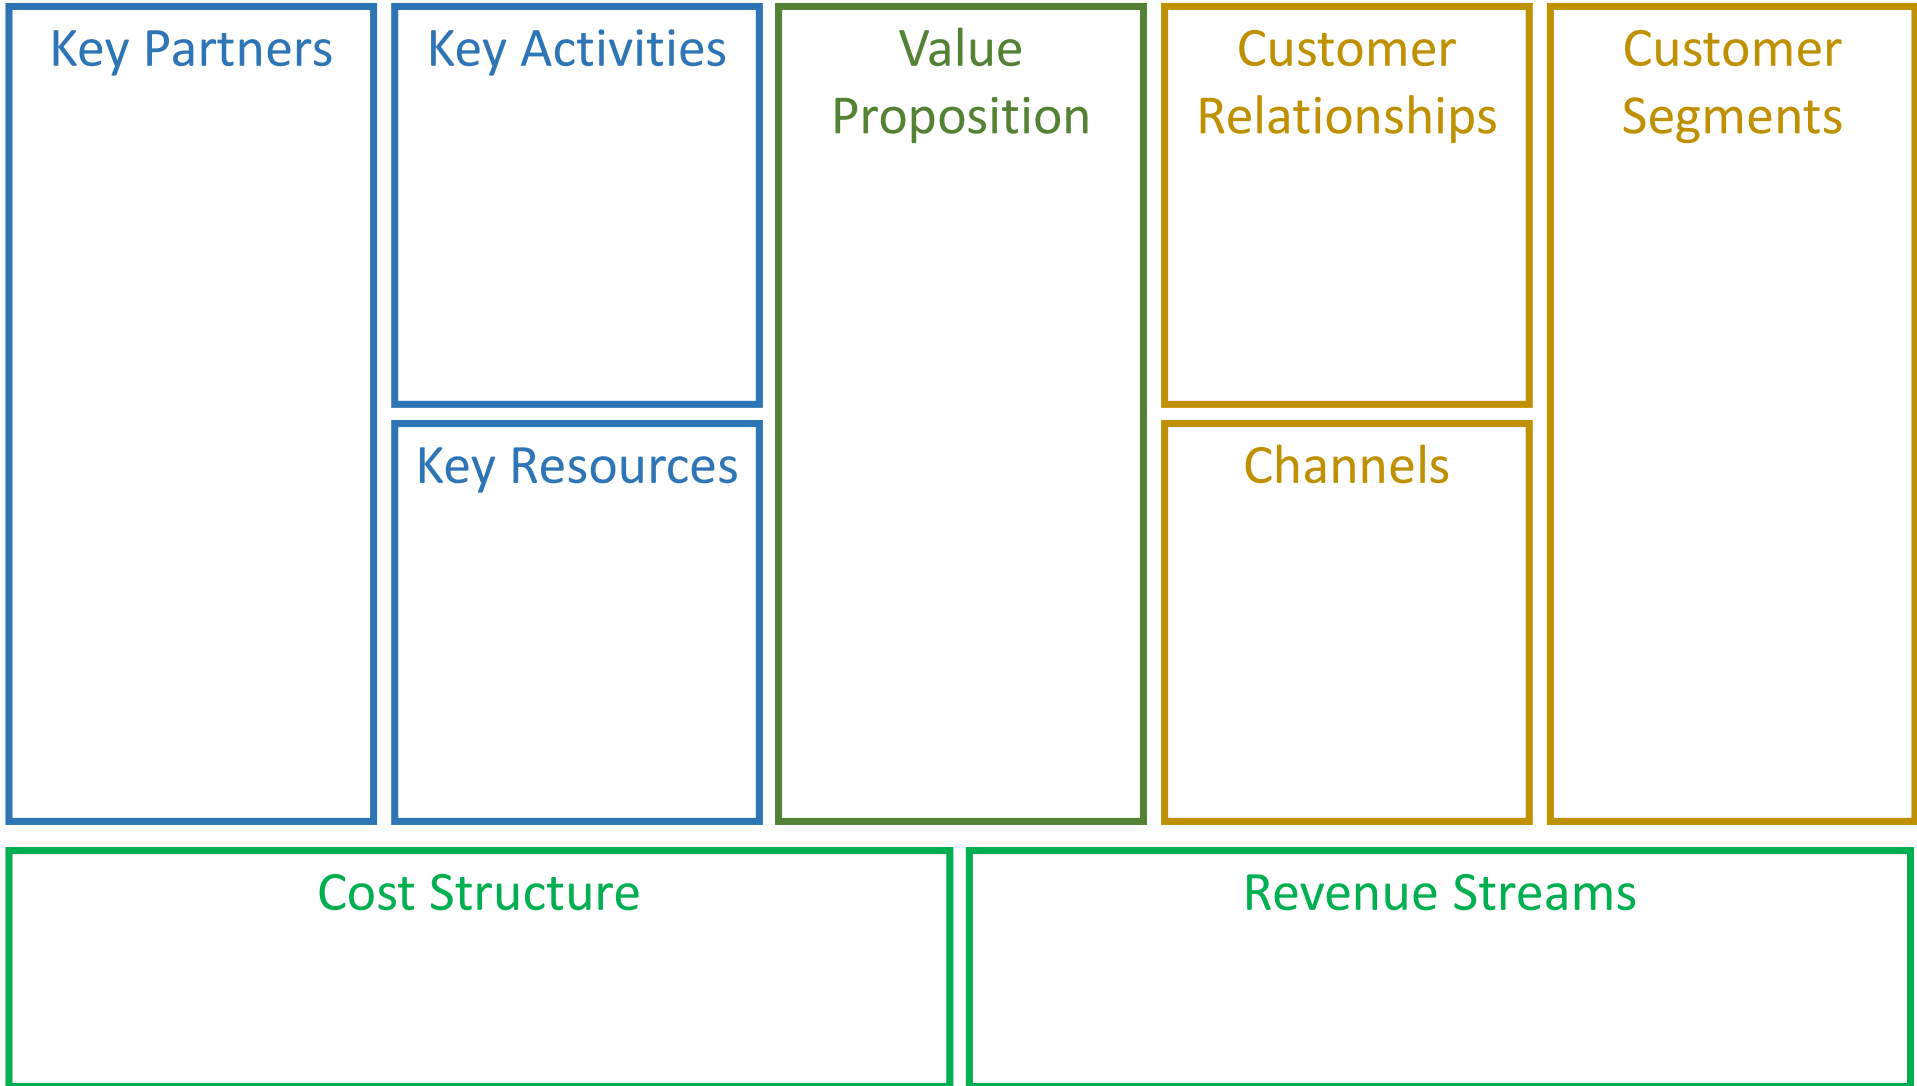 Key Partners
Key Activities
Key Resources
Value
Proposition
Customer
Relationships
Channels
Customer
Segments
Cost Structure
Revenue Streams